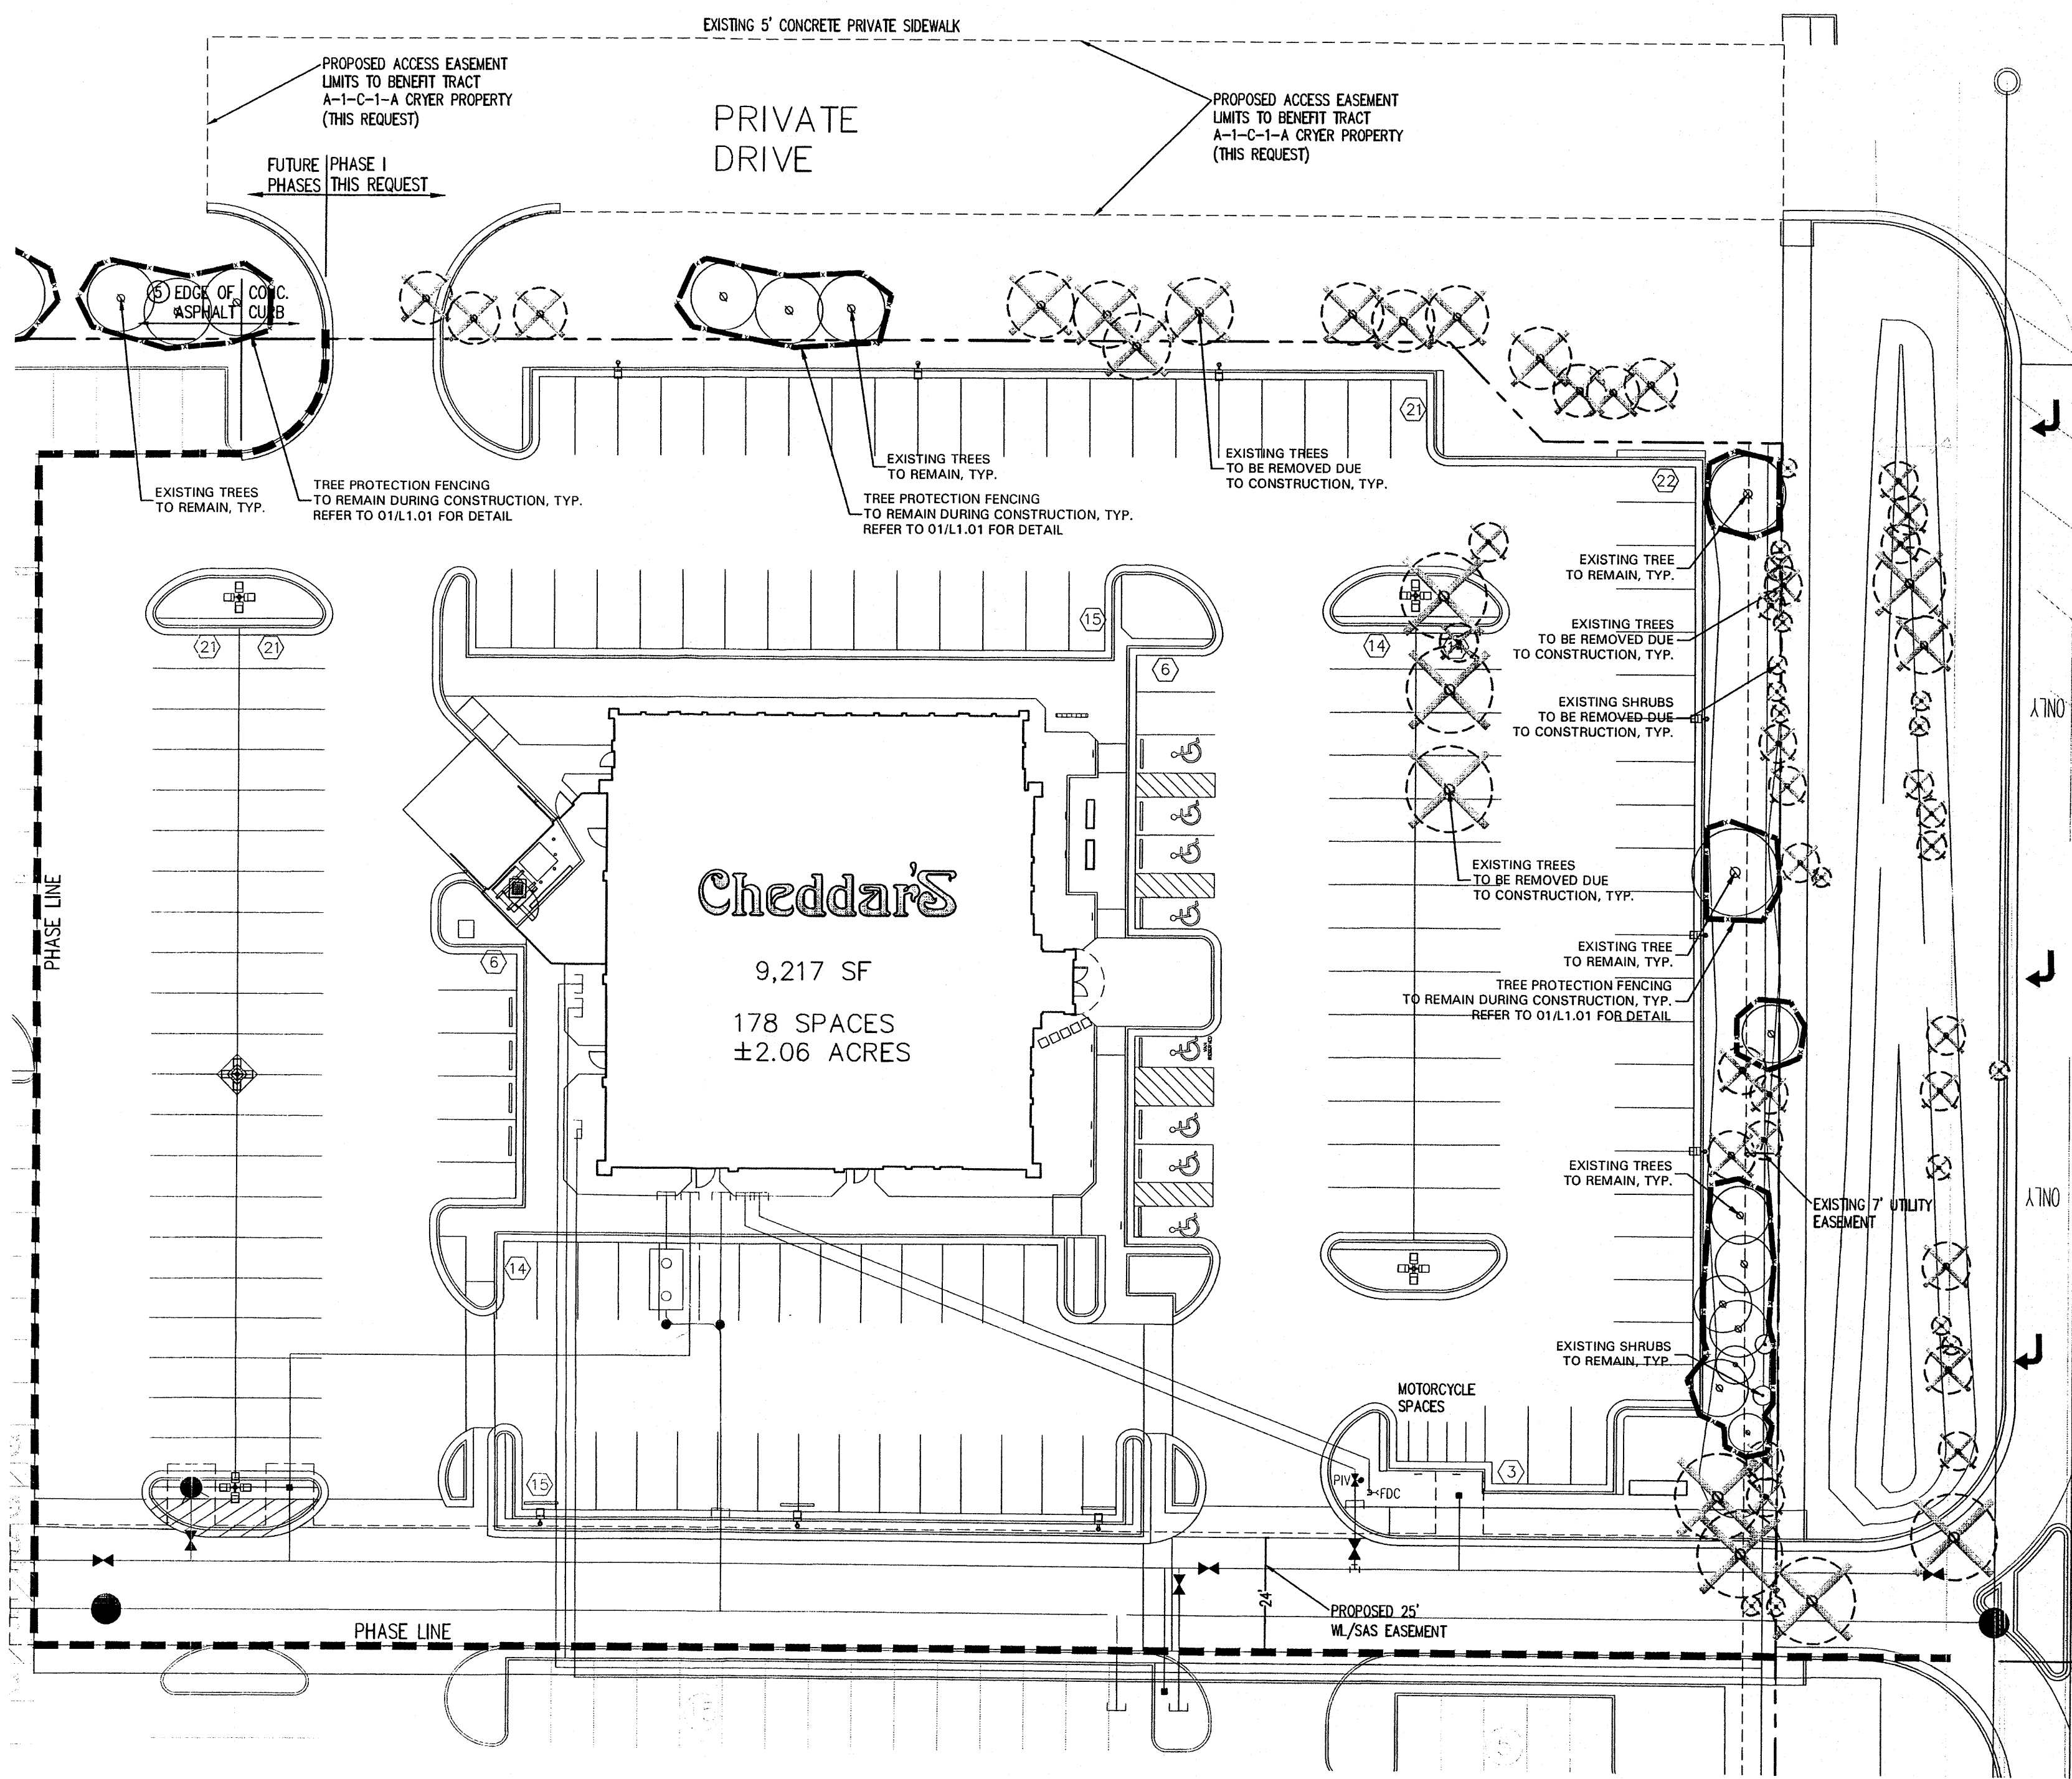 EXISTING 5' CONCRETE PRIVATE SIDEWALK
PROPOSED ACCESS EASEMENT
LIMITS TO BENEFIT TRACT
A-1-C-1-A CRYER PROPERTY
(THIS REQUEST)
PRIVATE
DRIVE
PROPOSED ACCESS EASEMENT
LIMITS TO BENEFIT TRACT
A-1-C-1-A CRYER PROPERTY
(THIS REQUEST)
FUTURE PHASE I
PHASES THIS REQUEST
5 EDGE OF CONC.
ASPHALT CURB
21
EXISTING TREES
TO REMAIN, TYP.
TREE PROTECTION FENCING
TO REMAIN DURING CONSTRUCTION, TYP.
REFER TO 01/L1.01 FOR DETAIL
EXISTING TREES
TO REMAIN, TYP.
TREE PROTECTION FENCING
TO REMAIN DURING CONSTRUCTION, TYP.
REFER TO 01/L1.01 FOR DETAIL
EXISTING TREES
TO BE REMOVED DUE
TO CONSTRUCTION, TYP.
22
EXISTING TREE
TO REMAIN, TYP.
21
21
15
6
14
EXISTING TREES
TO BE REMOVED DUE
TO CONSTRUCTION, TYP.
EXISTING SHRUBS
TO BE REMOVED DUE
TO CONSTRUCTION, TYP.
ONLY
Cheddar's
9,217 SF
178 SPACES
±2.06 ACRES
EXISTING TREES
TO BE REMOVED DUE
TO CONSTRUCTION, TYP.
PHASE LINE
6
EXISTING TREE
TO REMAIN, TYP.
TREE PROTECTION FENCING
TO REMAIN DURING CONSTRUCTION, TYP.
REFER TO 01/L1.01 FOR DETAIL
EXISTING TREES
TO REMAIN, TYP.
ONLY
EXISTING 7' UTILITY
EASEMENT
14
EXISTING SHRUBS
TO REMAIN, TYP.
MOTORCYCLE
SPACES
15
PIV
FDC
3
24'
PROPOSED 25'
WL/SAS EASEMENT
PHASE LINE